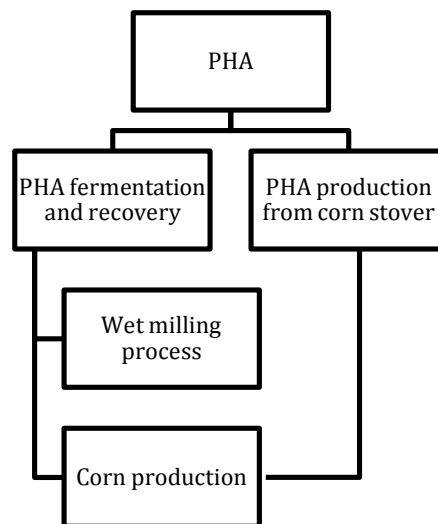 PHA
PHA fermentation
and recovery
PHA production
from corn stover
Wet milling
process
Corn production